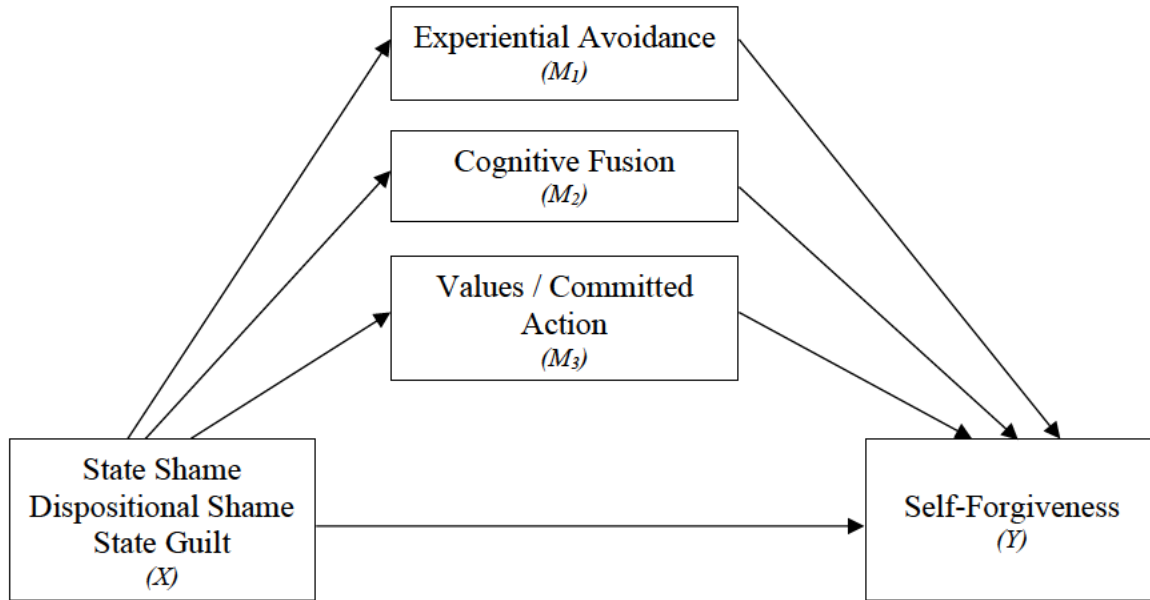 Experiential Avoidance
(M₁)
Cognitive Fusion
(M₂)
Values / Committed
Action
(M₃)
State Shame
Dispositional Shame
State Guilt
(X)
Self-Forgiveness
(Y)